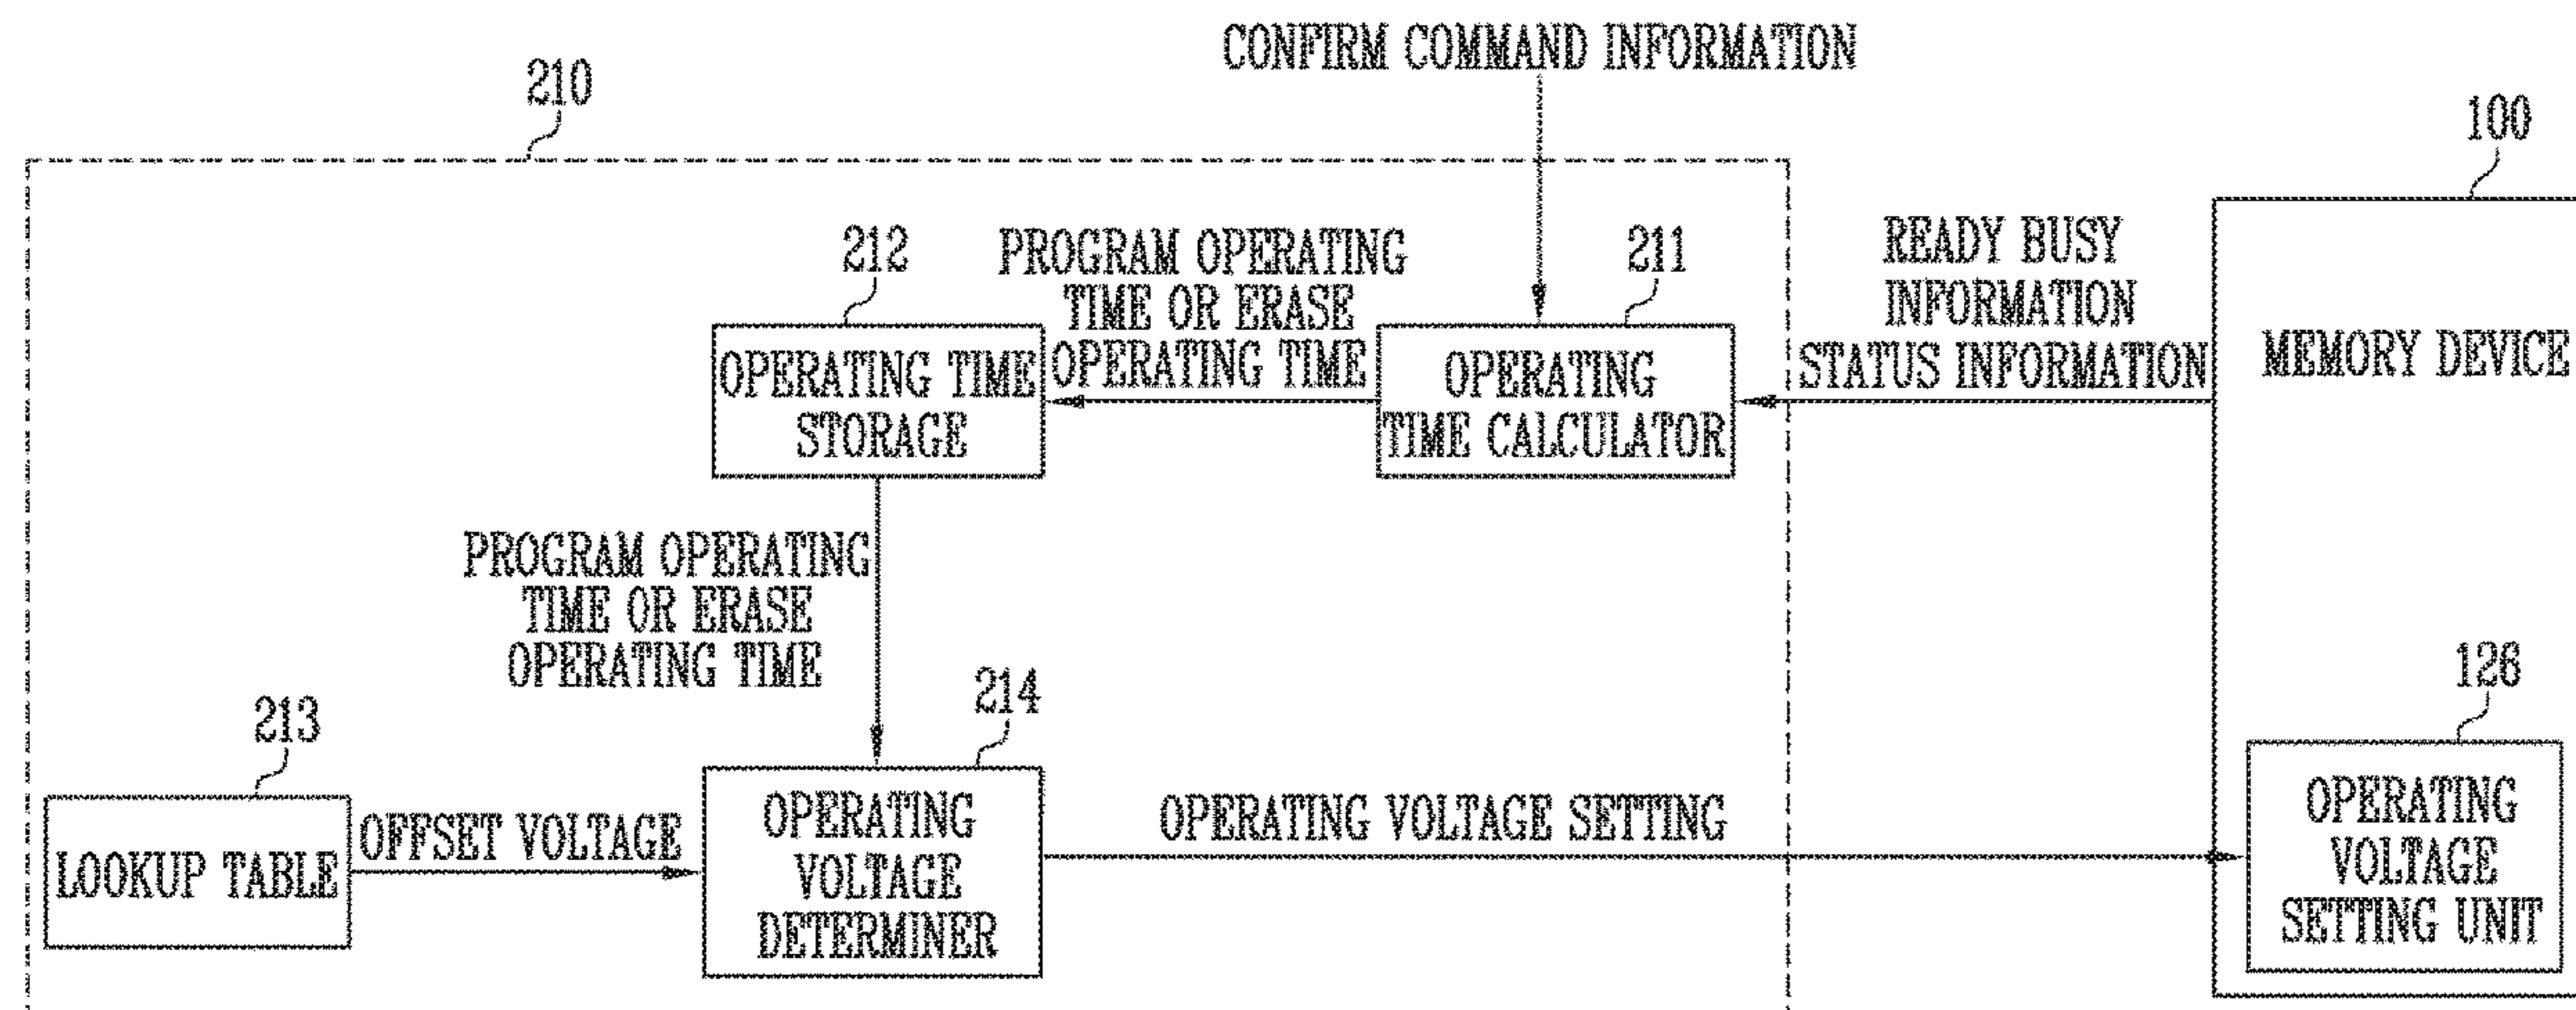 CONFIRM COMMAND INFORMATION
210
100
212
PROGRAM OPERATING
TIME OR ERASE
OPERATING TIME
211
READY BUSY
INFORMATION
STATUS INFORMATION
MEMORY DEVICE
OPERATING TIME
STORAGE
OPERATING
TIME CALCULATOR
PROGRAM OPERATING
TIME OR ERASE
OPERATING TIME
213
214
126
LOOKUP TABLE
OFFSET VOLTAGE
OPERATING
VOLTAGE
DETERMINER
OPERATING VOLTAGE SETTING
OPERATING
VOLTAGE
SETTING UNIT